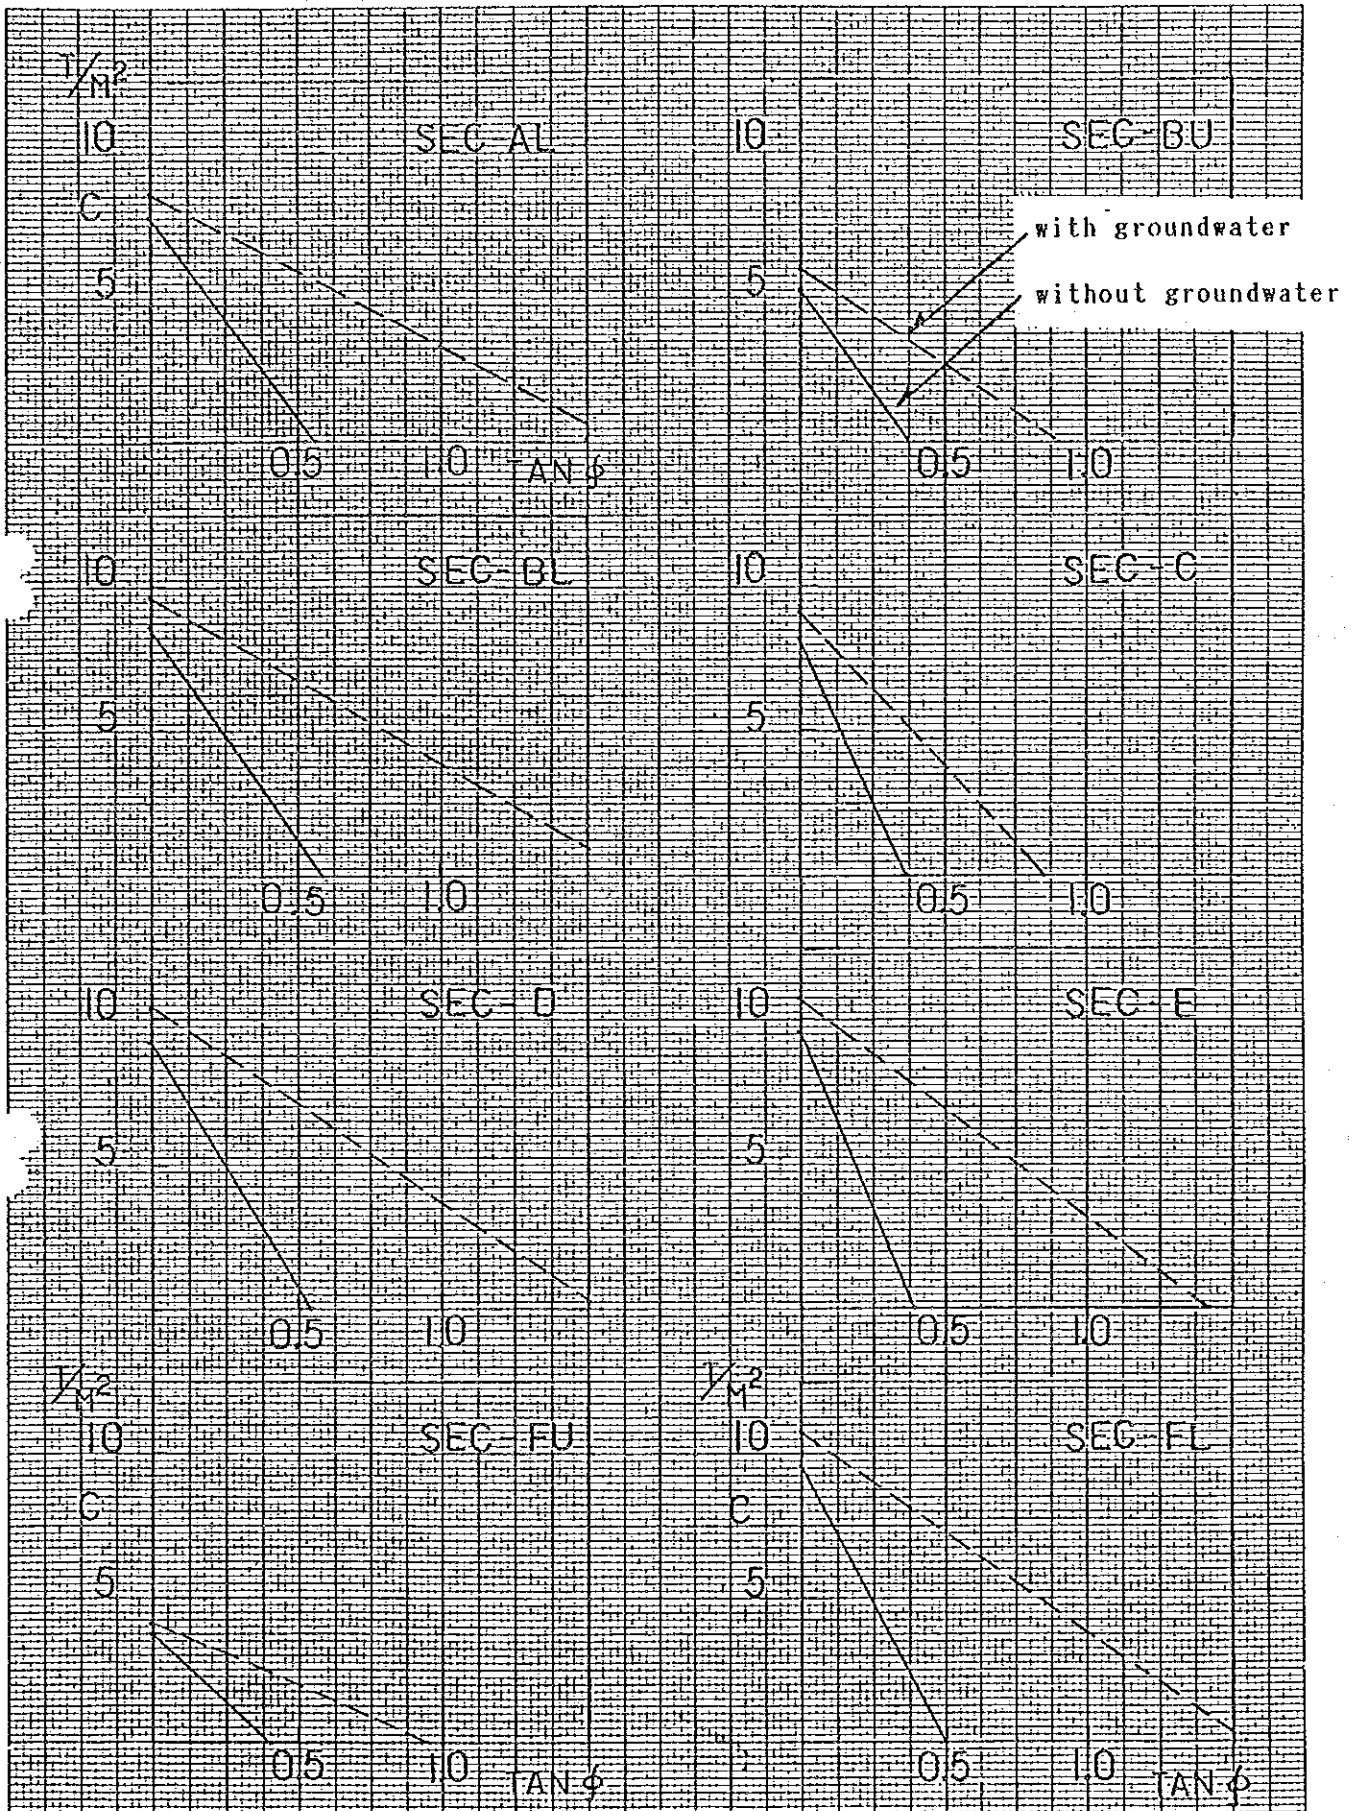 T/M²
10 SEC-AL
C
5
0.5 1.0 TAN ϕ
10 SEC-BU
with groundwater
5
without groundwater
0.5 1.0
10 SEC-BL
5
0.5 1.0
10 SEC-C
5
0.5 1.0
10 SEC-D
5
0.5 1.0
10 SEC-E
5
0.5 1.0
T/M²
10 SEC-FU
C
5
0.5 1.0 TAN ϕ
T/M²
10 SEC-FL
C
5
0.5 1.0 TAN ϕ